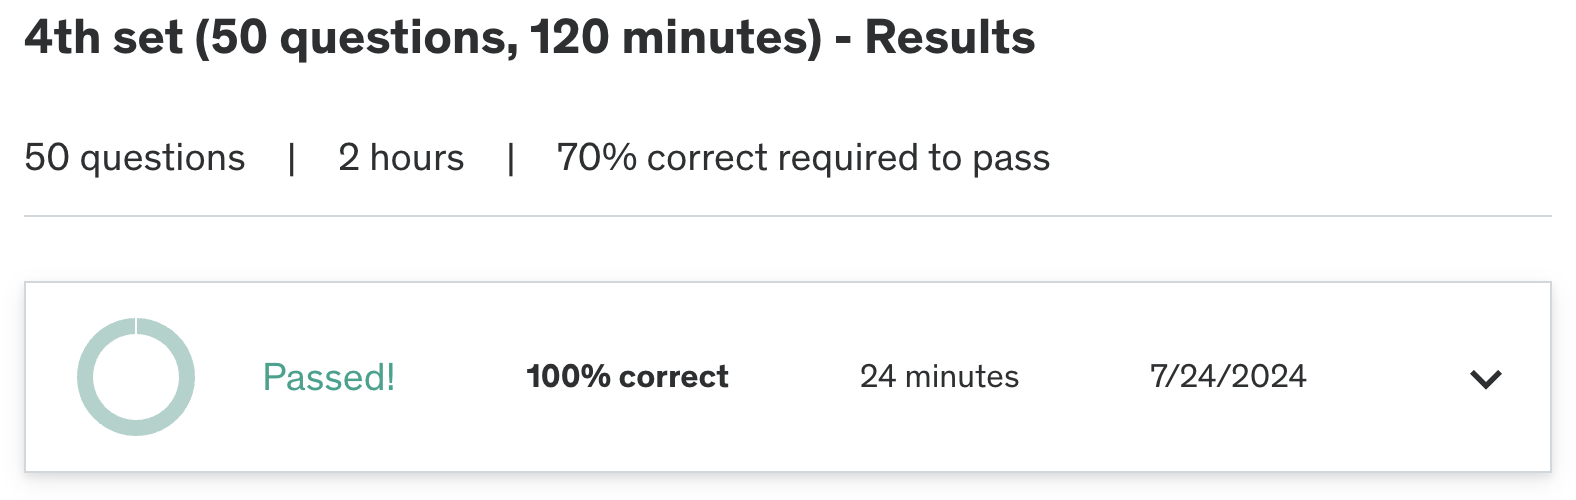 4th set (50 questions, 120 minutes) - Results
50 questions | 2 hours | 70% correct required to pass
Passed! 100% correct 24 minutes 7/24/2024